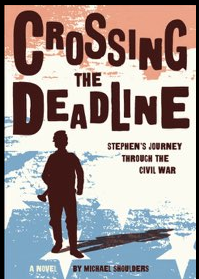 CROSSING
THE
DEADLINE
STEPHEN'S JOURNEY
THROUGH THE
CIVIL WAR
A NOVEL BY MICHAEL SHOULDERS